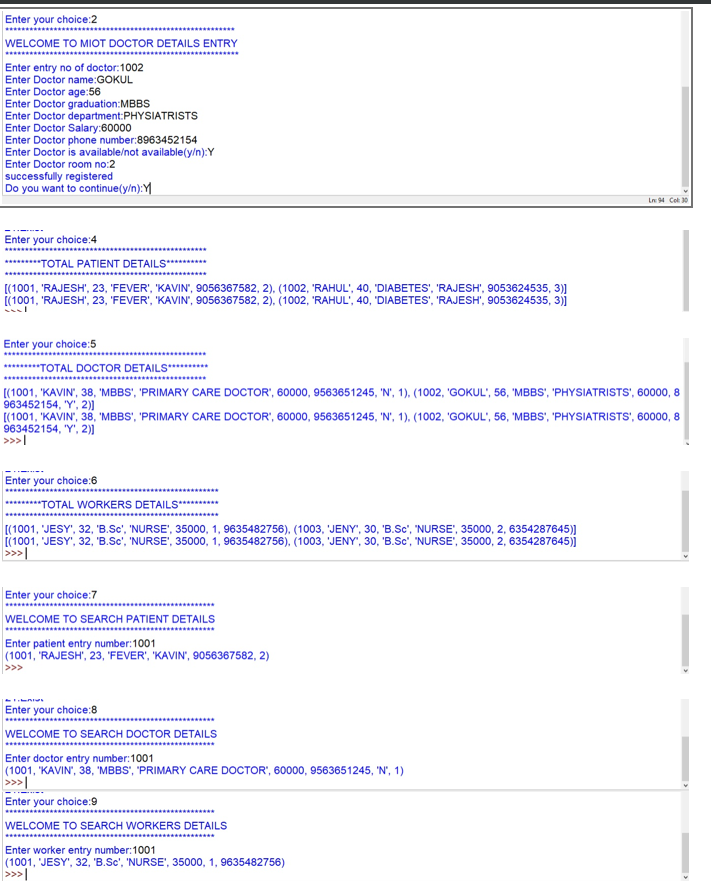 Enter your choice:2
********************************************************
WELCOME TO MIOT DOCTOR DETAILS ENTRY
*********************************************************
Enter entry no of doctor:1002
Enter Doctor name:GOKUL
Enter Doctor age:56
Enter Doctor graduation:MBBS
Enter Doctor department:PHYSIATRISTS
Enter Doctor Salary:60000
Enter Doctor phone number:8963452154
Enter Doctor is available/not available(y/n):Y
Enter Doctor room no:2
successfully registered
Do you want to continue(y/n):Y
Ln: 94 Col: 30
Enter your choice:4
**************************************************
*********TOTAL PATIENT DETAILS**********
**************************************************
[(1001, 'RAJESH', 23, 'FEVER', 'KAVIN', 9056367582, 2), (1002, 'RAHUL', 40, 'DIABETES', 'RAJESH', 9053624535, 3)]
[(1001, 'RAJESH', 23, 'FEVER', 'KAVIN', 9056367582, 2), (1002, 'RAHUL', 40, 'DIABETES', 'RAJESH', 9053624535, 3)]
Enter your choice:5
**************************************************
*********TOTAL DOCTOR DETAILS**********
**************************************************
[(1001, 'KAVIN', 38, 'MBBS', 'PRIMARY CARE DOCTOR', 60000, 9563651245, 'N', 1), (1002, 'GOKUL', 56, 'MBBS', 'PHYSIATRISTS', 60000, 8
963452154, 'Y', 2)]
[(1001, 'KAVIN', 38, 'MBBS', 'PRIMARY CARE DOCTOR', 60000, 9563651245, 'N', 1), (1002, 'GOKUL', 56, 'MBBS', 'PHYSIATRISTS', 60000, 8
963452154, 'Y', 2)]
>>>
Enter your choice:6
*****************************************************
*********TOTAL WORKERS DETAILS**********
*****************************************************
[(1001, 'JESY', 32, 'B.Sc', 'NURSE', 35000, 1, 9635482756), (1003, 'JENY', 30, 'B.Sc', 'NURSE', 35000, 2, 6354287645)]
[(1001, 'JESY', 32, 'B.Sc', 'NURSE', 35000, 1, 9635482756), (1003, 'JENY', 30, 'B.Sc', 'NURSE', 35000, 2, 6354287645)]
>>>
Enter your choice:7
****************************************************
WELCOME TO SEARCH PATIENT DETAILS
****************************************************
Enter patient entry number:1001
(1001, 'RAJESH', 23, 'FEVER', 'KAVIN', 9056367582, 2)
>>>
Enter your choice:8
****************************************************
WELCOME TO SEARCH DOCTOR DETAILS
****************************************************
Enter doctor entry number:1001
(1001, 'KAVIN', 38, 'MBBS', 'PRIMARY CARE DOCTOR', 60000, 9563651245, 'N', 1)
>>>
Enter your choice:9
****************************************************
WELCOME TO SEARCH WORKERS DETAILS
****************************************************
Enter worker entry number:1001
(1001, 'JESY', 32, 'B.Sc', 'NURSE', 35000, 1, 9635482756)
>>>